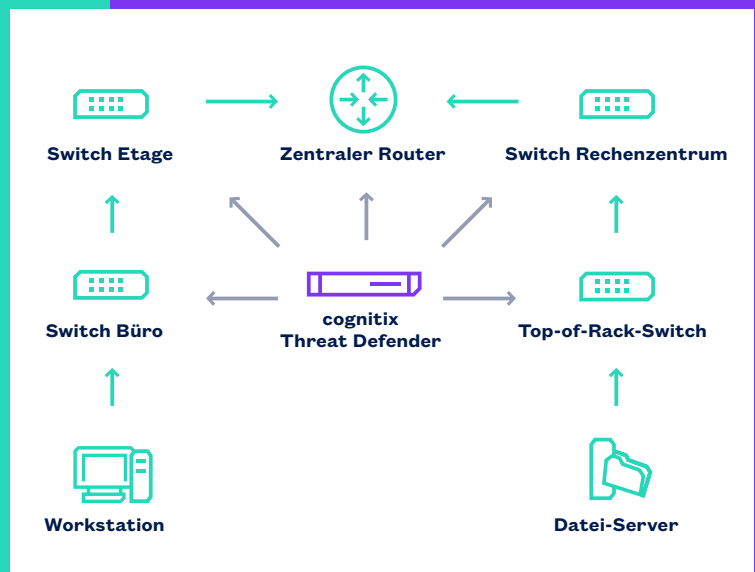 Switch Etage
Zentraler Router
Switch Rechenzentrum
Switch Büro
cognitix
Threat Defender
Top-of-Rack-Switch
Workstation
Datei-Server